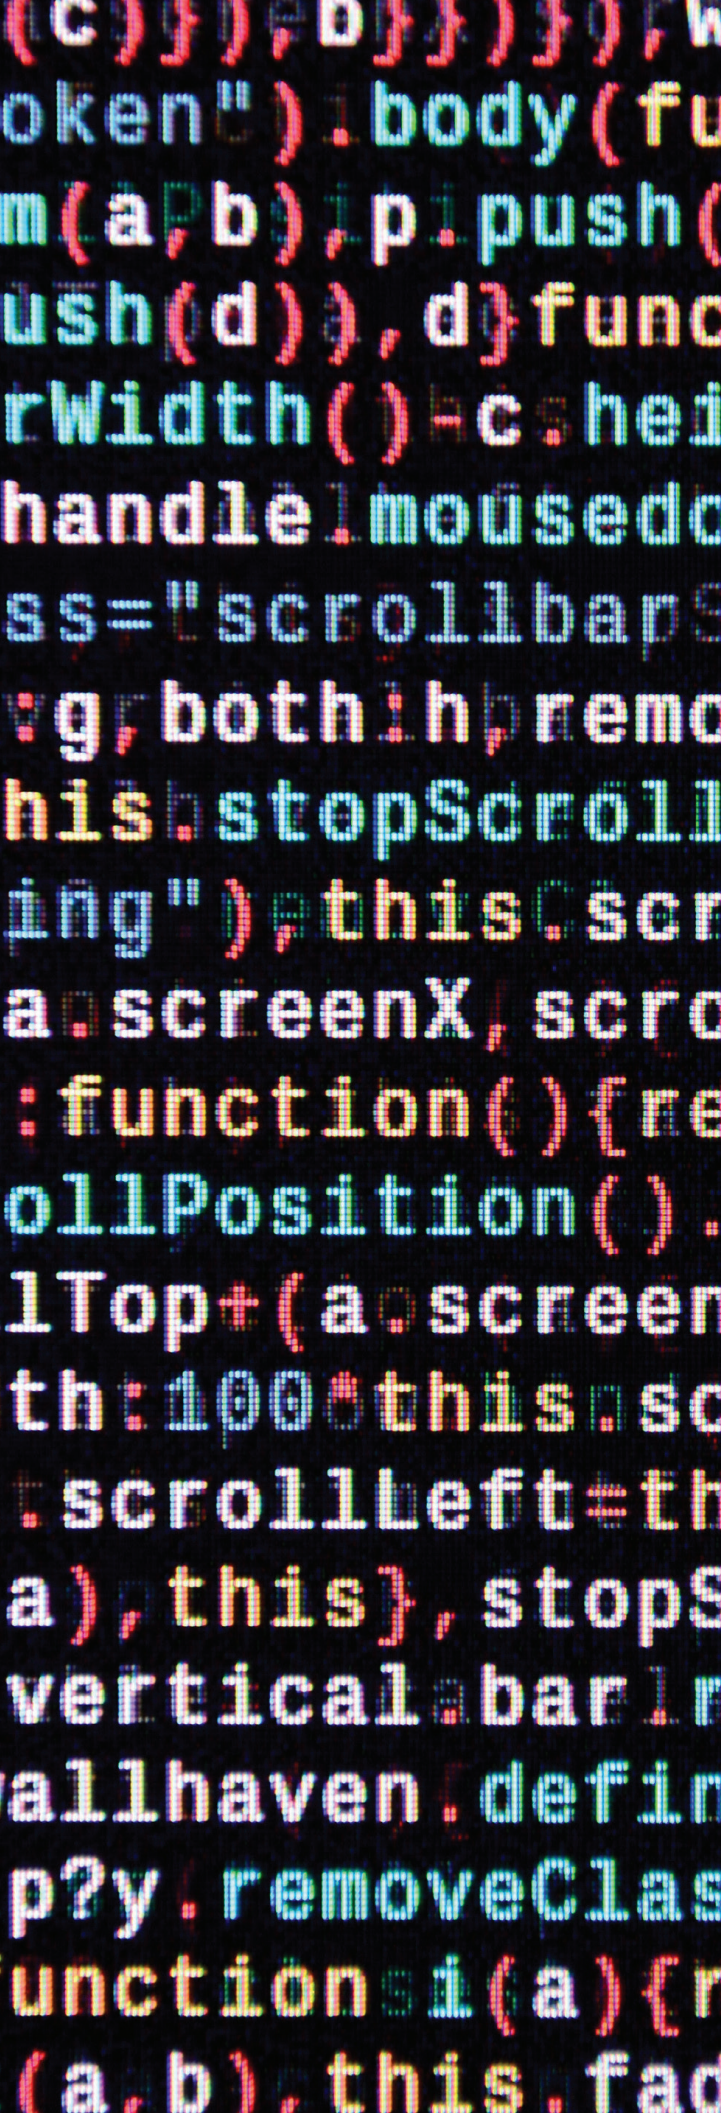 (c)}),b}})}),w
oken").body(fu
m(a,b),p.push(
ush(d)),d}func
rWidth()-c.hei
handle.mousedo
ss="scrollbar
:g,both:h,remo
his.stopScroll
ing"),this.scr
a.screenX,scro
:function(){re
ollPosition().
lTop+(a.screen
th:100*this.sc
.scrollLeft=th
a),this},stopS
vertical.bar.r
wallhaven.defin
p?y.removeClas
unction i(a){r
(a,b),this.fac